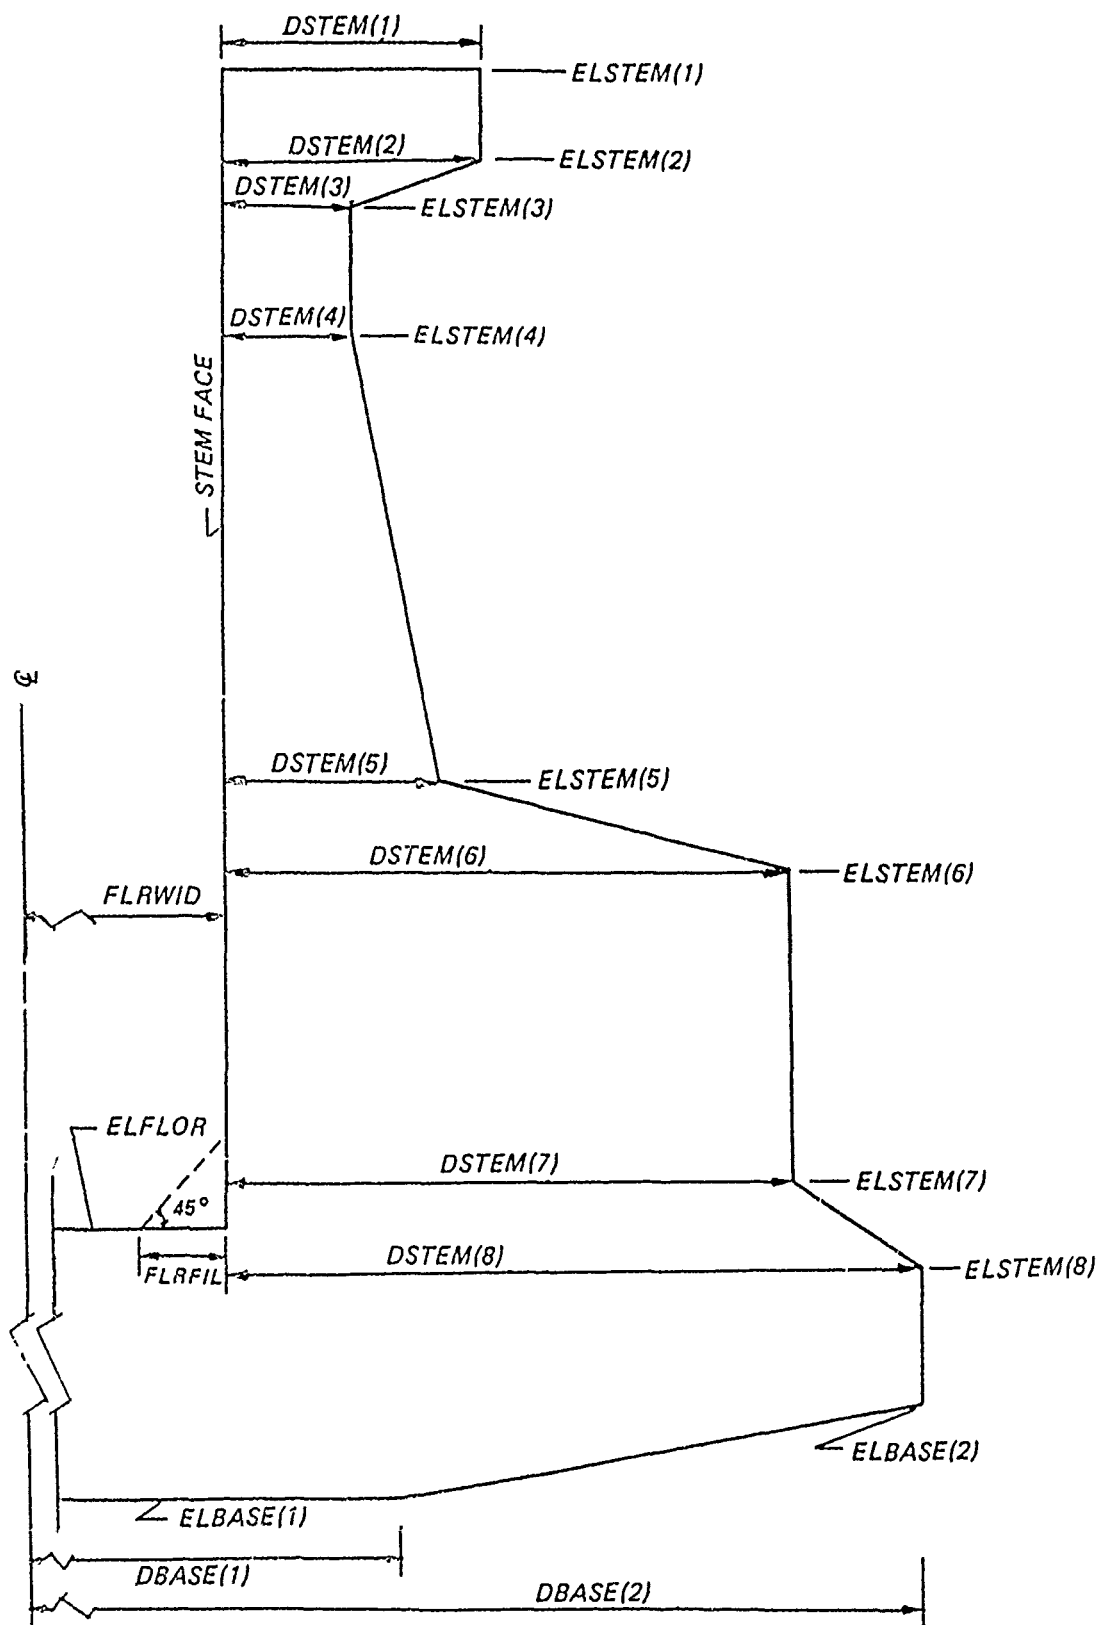 DSTEM(1)
ELSTEM(1)
DSTEM(2)
ELSTEM(2)
DSTEM(3)
ELSTEM(3)
DSTEM(4)
ELSTEM(4)
STEM FACE
℄
DSTEM(5)
ELSTEM(5)
DSTEM(6)
ELSTEM(6)
FLRWID
ELFLOR
DSTEM(7)
ELSTEM(7)
45°
DSTEM(8)
ELSTEM(8)
FLRFIL
ELBASE(2)
ELBASE(1)
DBASE(1)
DBASE(2)